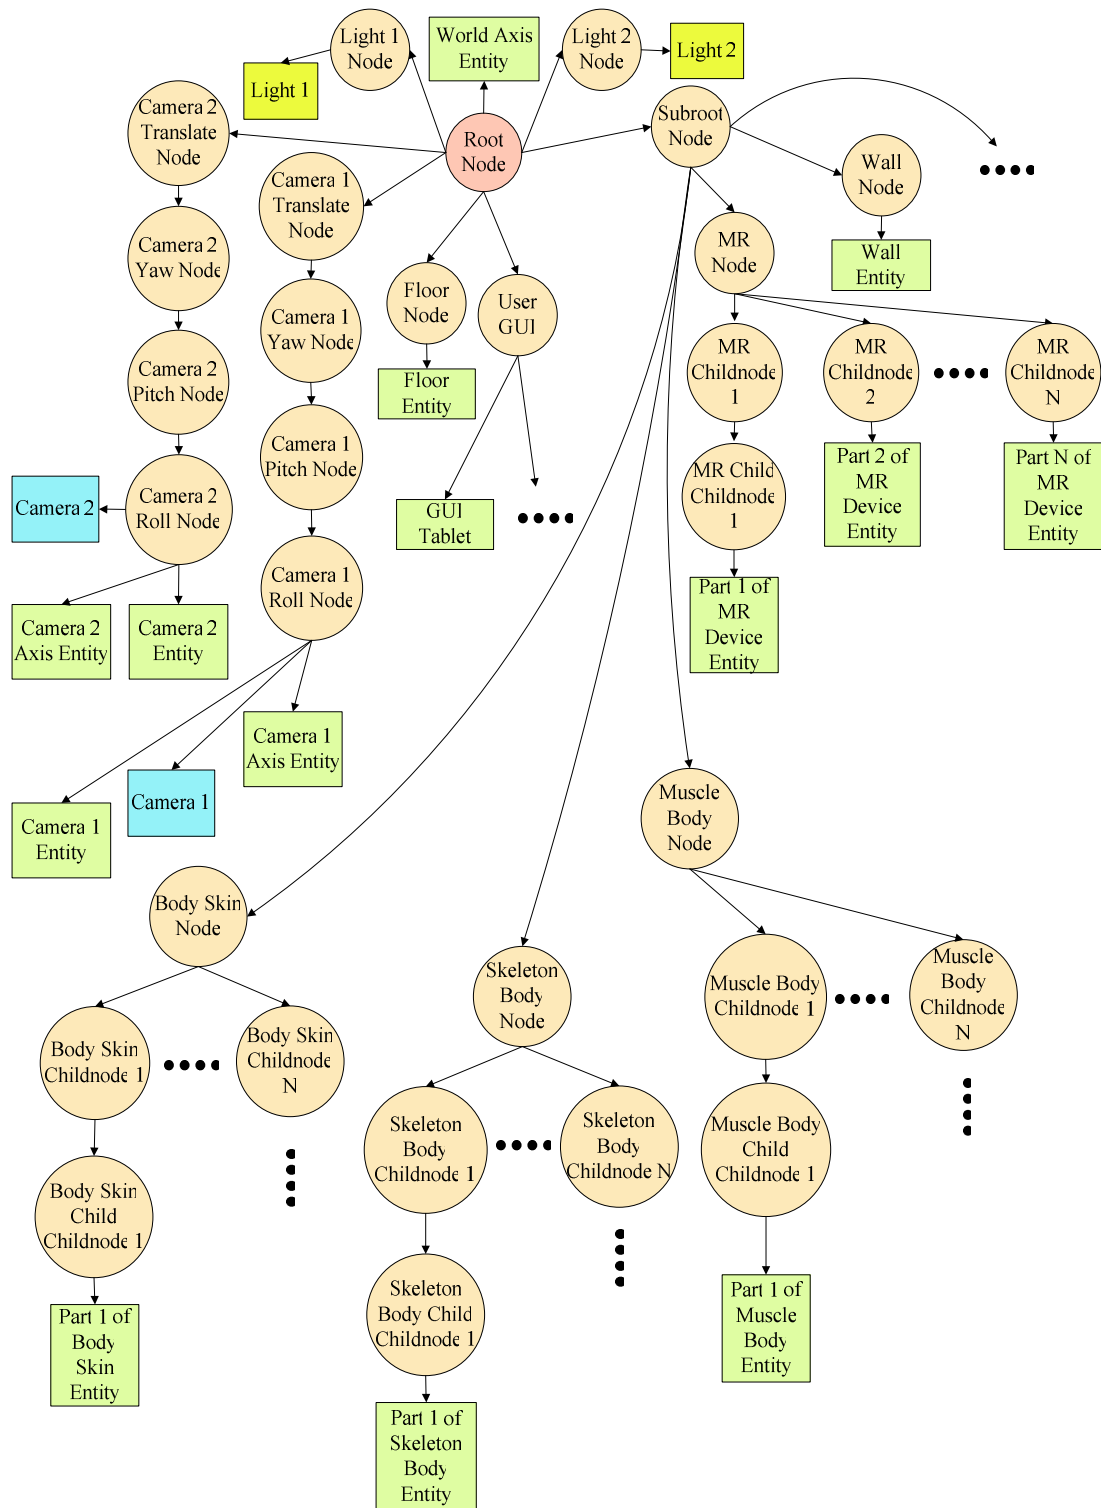 Light 1
Node
World Axis
Entity
Light 2
Node
Light 2
Light 1
Camera 2
Translate
Node
Root
Node
Subroot
Node
Wall
Node
Camera 1
Translate
Node
Camera 2
Yaw Node
MR
Node
Wall
Entity
Floor
Node
User
GUI
Camera 1
Yaw Node
Camera 2
Pitch Node
Floor
Entity
MR
Childnode
1
MR
Childnode
2
MR
Childnode
N
Camera 1
Pitch Node
MR Child
Childnode
1
Part 2 of
MR
Device
Entity
Part N of
MR
Device
Entity
Camera 2
Camera 2
Roll Node
GUI
Tablet
Camera 1
Roll Node
Part 1 of
MR
Device
Entity
Camera 2
Axis Entity
Camera 2
Entity
Camera 1
Axis Entity
Camera 1
Camera 1
Entity
Muscle
Body
Node
Body Skin
Node
Skeleton
Body
Node
Muscle Body
Childnode 1
Muscle
Body
Childnode
N
Body Skin
Childnode 1
Body Skin
Childnode
N
Skeleton
Body
Childnode 1
Skeleton
Body
Childnode N
Muscle Body
Child
Childnode 1
Body Skin
Child
Childnode 1
Skeleton
Body Child
Childnode 1
Part 1 of
Muscle
Body
Entity
Part 1 of
Body
Skin
Entity
Part 1 of
Skeleton
Body
Entity